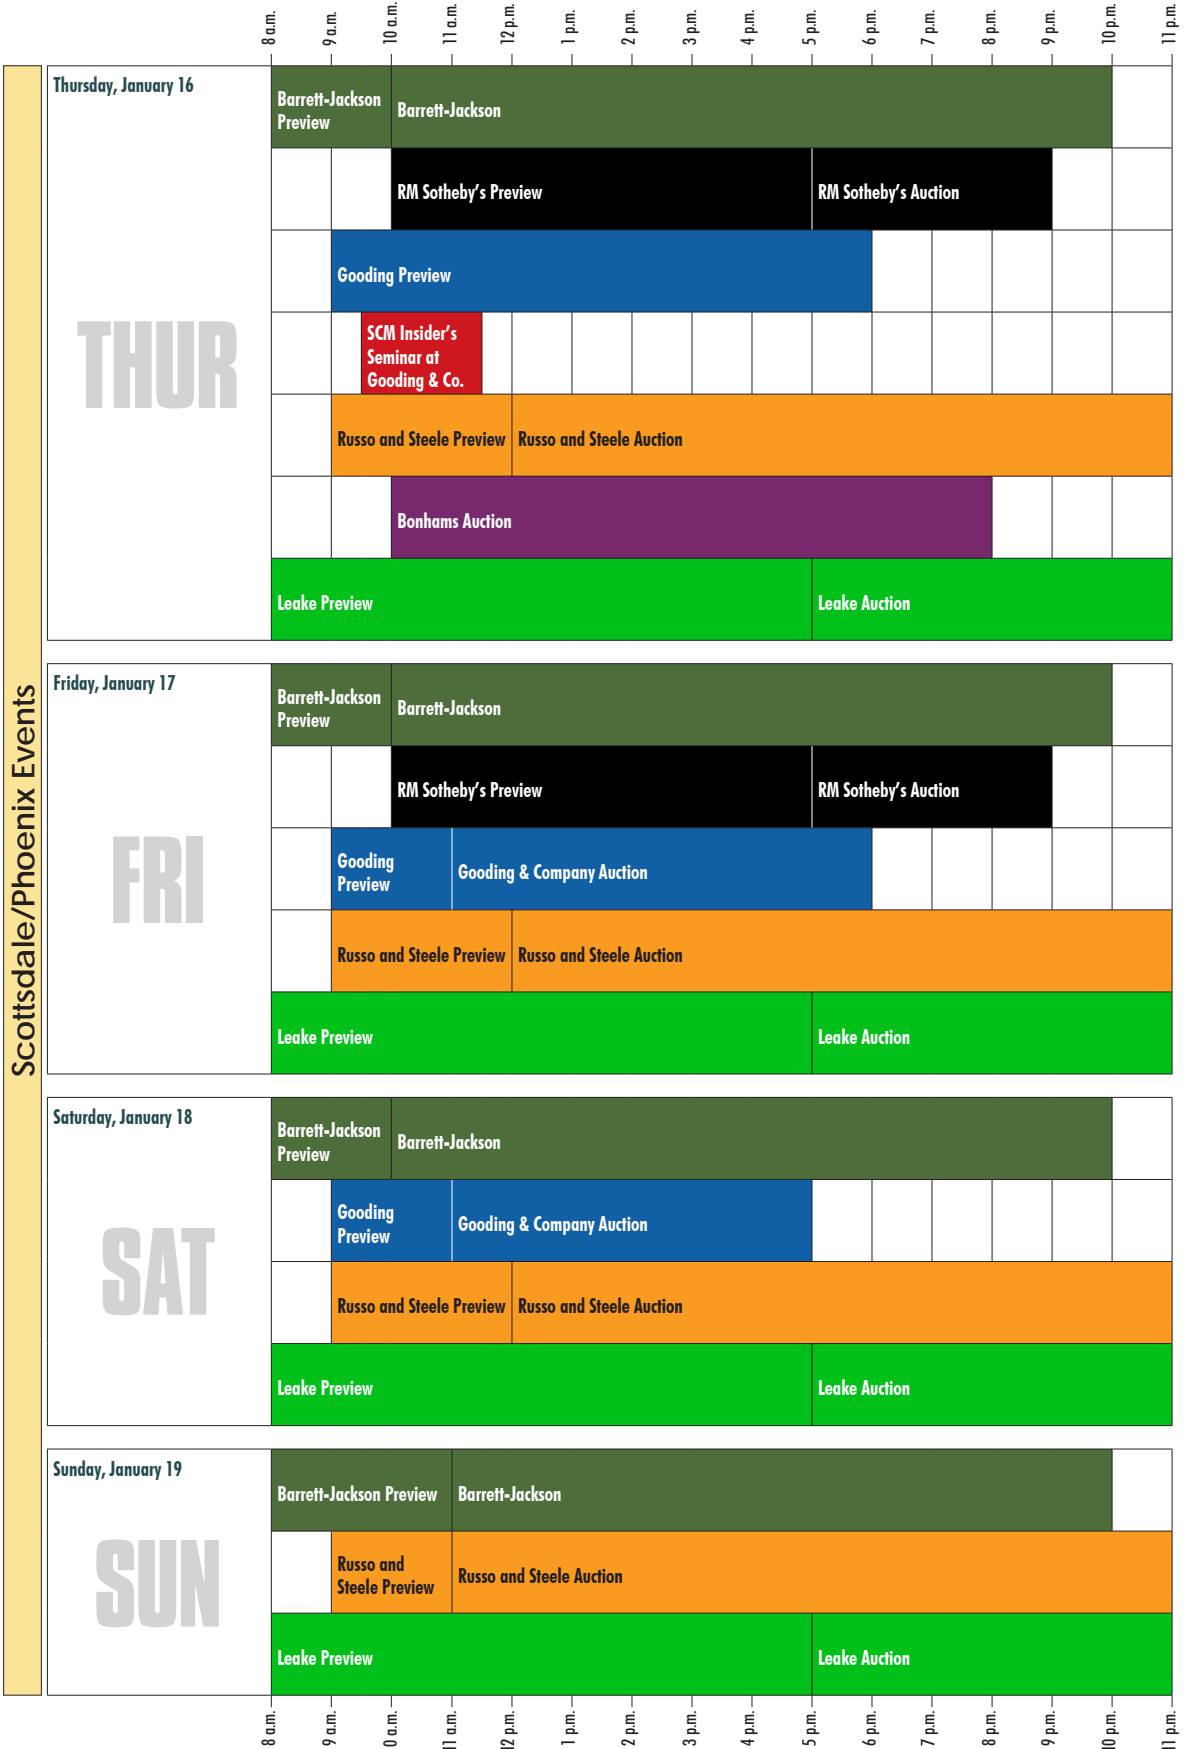 8 a.m.
9 a.m.
10 a.m.
11 a.m.
12 p.m.
1 p.m.
2 p.m.
3 p.m.
4 p.m.
5 p.m.
6 p.m.
7 p.m.
8 p.m.
9 p.m.
10 p.m.
11 p.m.
Scottsdale/Phoenix Events
Thursday, January 16
THUR
Barrett-Jackson
Preview
Barrett-Jackson
RM Sotheby's Preview
RM Sotheby's Auction
Gooding Preview
SCM Insider's
Seminar at
Gooding & Co.
Russo and Steele Preview
Russo and Steele Auction
Bonhams Auction
Leake Preview
Leake Auction
Friday, January 17
FRI
Barrett-Jackson
Preview
Barrett-Jackson
RM Sotheby's Preview
RM Sotheby's Auction
Gooding
Preview
Gooding & Company Auction
Russo and Steele Preview
Russo and Steele Auction
Leake Preview
Leake Auction
Saturday, January 18
SAT
Barrett-Jackson
Preview
Barrett-Jackson
Gooding
Preview
Gooding & Company Auction
Russo and Steele Preview
Russo and Steele Auction
Leake Preview
Leake Auction
Sunday, January 19
SUN
Barrett-Jackson Preview
Barrett-Jackson
Russo and
Steele Preview
Russo and Steele Auction
Leake Preview
Leake Auction
8 a.m.
9 a.m.
0 a.m.
11 a.m.
12 p.m.
1 p.m.
2 p.m.
3 p.m.
4 p.m.
5 p.m.
6 p.m.
7 p.m.
8 p.m.
9 p.m.
10 p.m.
11 p.m.